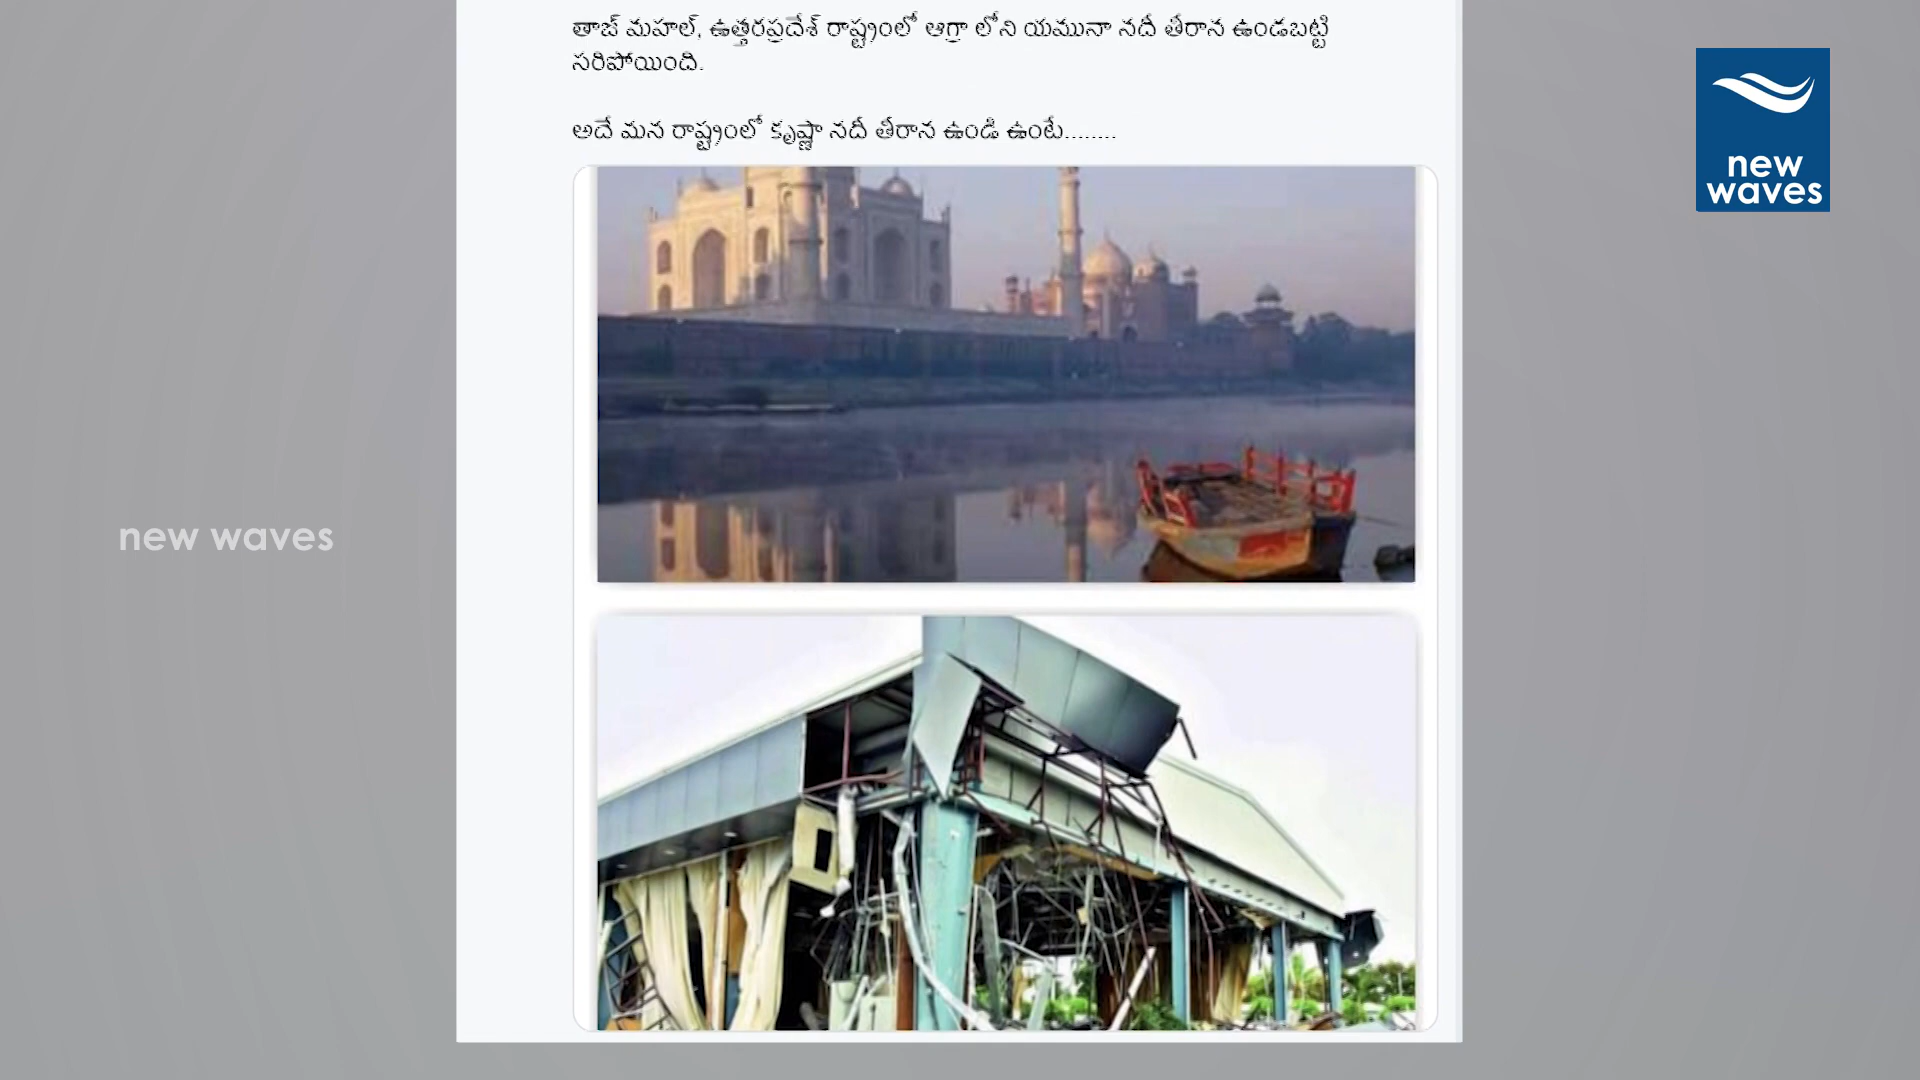 తాజ్ మహల్, ఉత్తరప్రదేశ్ రాష్ట్రంలో ఆగ్రా లోని యమునా నదీ తీరాన ఉండబట్టి
సరిపోయింది.
అదే మన రాష్ట్రంలో కృష్ణా నదీ తీరాన ఉండి ఉంటే........
new
waves
new waves